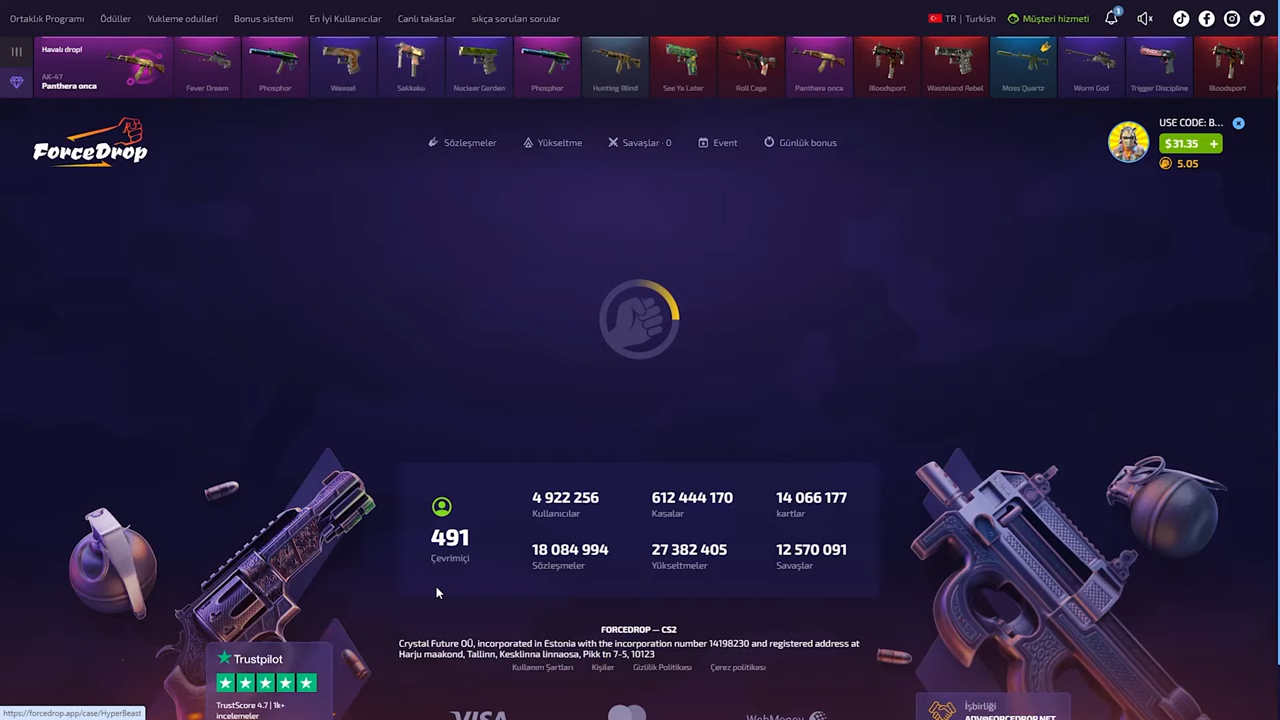 Ortaklık Programı Ödüller Yukleme odulleri Bonus sistemi En İyi Kullanıcılar Canlı takaslar sıkça sorulan sorular TR | Turkish Müşteri hizmeti 1
Havalı drop!
AK-47
Panthera onca Fever Dream Phosphor Weasel Sakkaku Nuclear Garden Phosphor Hunting Blind See Ya Later Roll Cage Panthera onca Bloodsport Wasteland Rebel Moss Quartz Worm God Trigger Discipline Bloodsport
ForceDrop
Sözleşmeler Yükseltme Savaşlar · 0 Event Günlük bonus
USE CODE: B...
$31.35 +
5.05
491
Çevrimiçi
4 922 256 612 444 170 14 066 177
Kullanıcılar Kasalar kartlar
18 084 994 27 382 405 12 570 091
Sözleşmeler Yükseltmeler Savaşlar
FORCEDROP — CS2
Crystal Future OÜ, incorporated in Estonia with the incorporation number 14198230 and registered address at
Harju maakond, Tallinn, Kesklinna linnaosa, Pikk tn 7-5, 10123
Kullanım Şartları Kişiler Gizlilik Politikası Çerez politikası
Trustpilot
TrustScore 4.7 | 1k+
incelemeler
VISA
WebMoney
İşbirliği
ADV@FORCEDROP.NET
https://forcedrop.app/case/HyperBeast